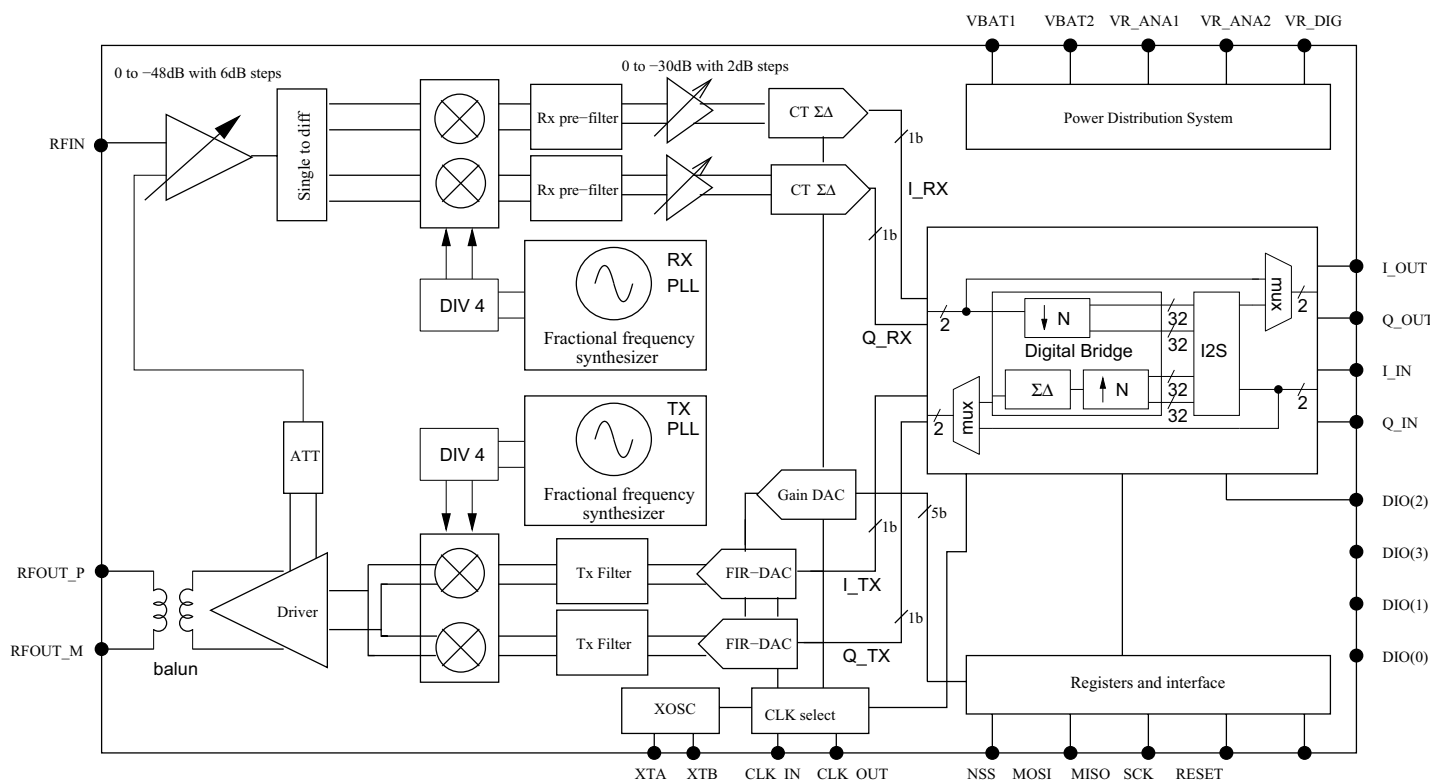 VBAT1 VBAT2 VR_ANA1 VR_ANA2 VR_DIG
0 to −48dB with 6dB steps
0 to −30dB with 2dB steps
RFIN
Single to diff
Rx pre−filter
CT ΣΔ
1b
I_RX
Power Distribution System
Rx pre−filter
CT ΣΔ
1b
Q_RX
DIV 4
RX
PLL
Fractional frequency
synthesizer
2
N
32
32
Digital Bridge
I2S
mux
2
ΣΔ
N
32
32
mux
2
2
I_OUT
Q_OUT
I_IN
Q_IN
DIO(2)
DIO(3)
DIO(1)
DIO(0)
ATT
DIV 4
TX
PLL
Fractional frequency
synthesizer
Gain DAC
5b
1b
RFOUT_P
RFOUT_M
balun
Driver
Tx Filter
FIR−DAC
I_TX
Tx Filter
FIR−DAC
1b
Q_TX
XOSC
CLK select
Registers and interface
XTA XTB CLK_IN CLK_OUT NSS MOSI MISO SCK RESET